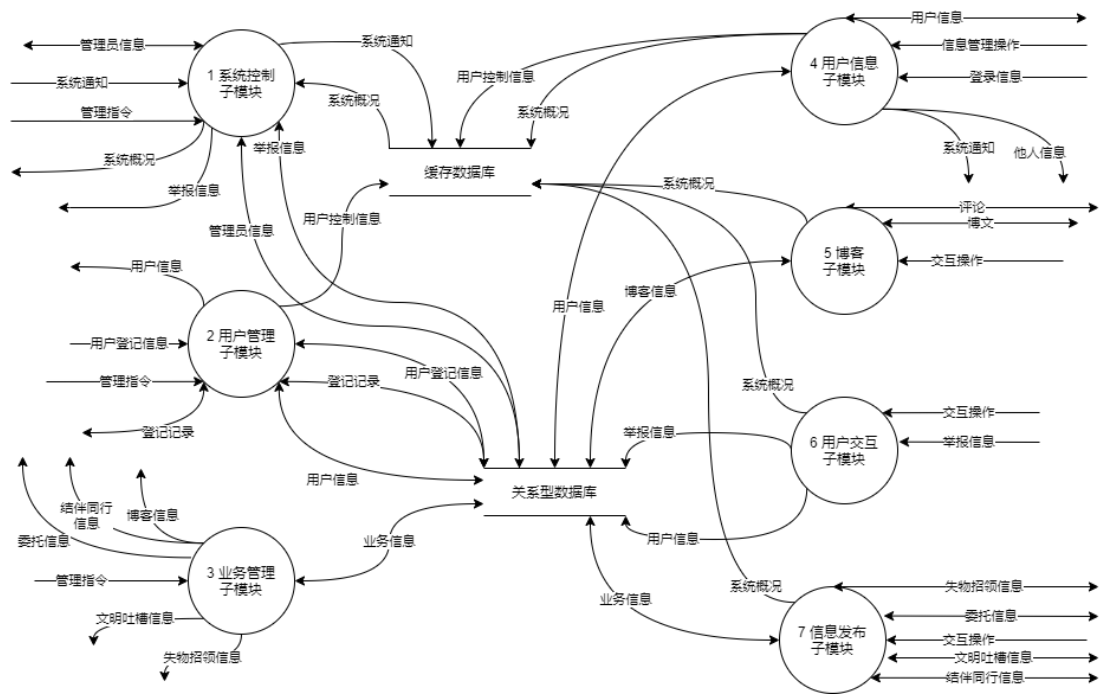 管理员信息
系统通知
管理指令
系统概况
举报信息
1 系统控制
子模块
系统通知
系统概况
用户控制信息
系统概况
举报信息
缓存数据库
用户控制信息
管理员信息
4 用户信息
子模块
用户信息
信息管理操作
登录信息
系统通知
他人信息
系统概况
5 博客
子模块
评论
博文
交互操作
博客信息
用户信息
用户信息
2 用户管理
子模块
用户登记信息
管理指令
登记记录
用户登记信息
登记记录
用户信息
系统概况
6 用户交互
子模块
交互操作
举报信息
举报信息
用户信息
关系型数据库
结伴同行
信息
博客信息
委托信息
3 业务管理
子模块
管理指令
文明吐槽信息
失物招领信息
业务信息
业务信息
系统概况
7 信息发布
子模块
失物招领信息
委托信息
交互操作
文明吐槽信息
结伴同行信息